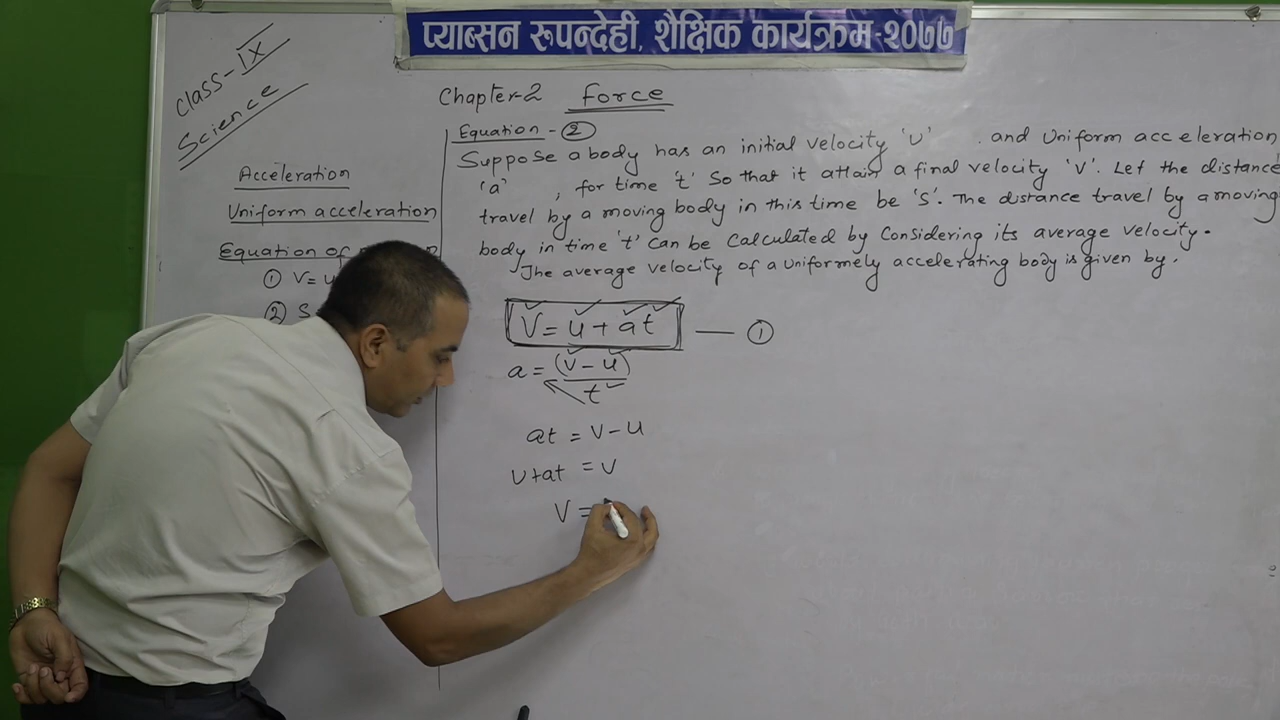 प्याब्सन रुपन्देही, शैक्षिक कार्यक्रम-२०७७
Class-IX
Science
Chapter-2 Force
Acceleration
Uniform acceleration
Equation of
① V= u
② S
Equation - ②
Suppose a body has an initial velocity 'u' . and Uniform acceleration,
'a' , for time 't' So that it attain a final velocity 'V'. Let the distance
travel by a moving body in this time be 'S'. The distance travel by a moving
body in time 't' can be Calculated by Considering its average velocity.
The average velocity of a Uniformely accelerating body is given by.
V = u + at — ①
a = (v - u)
t
at = v - u
u+at = v
V =